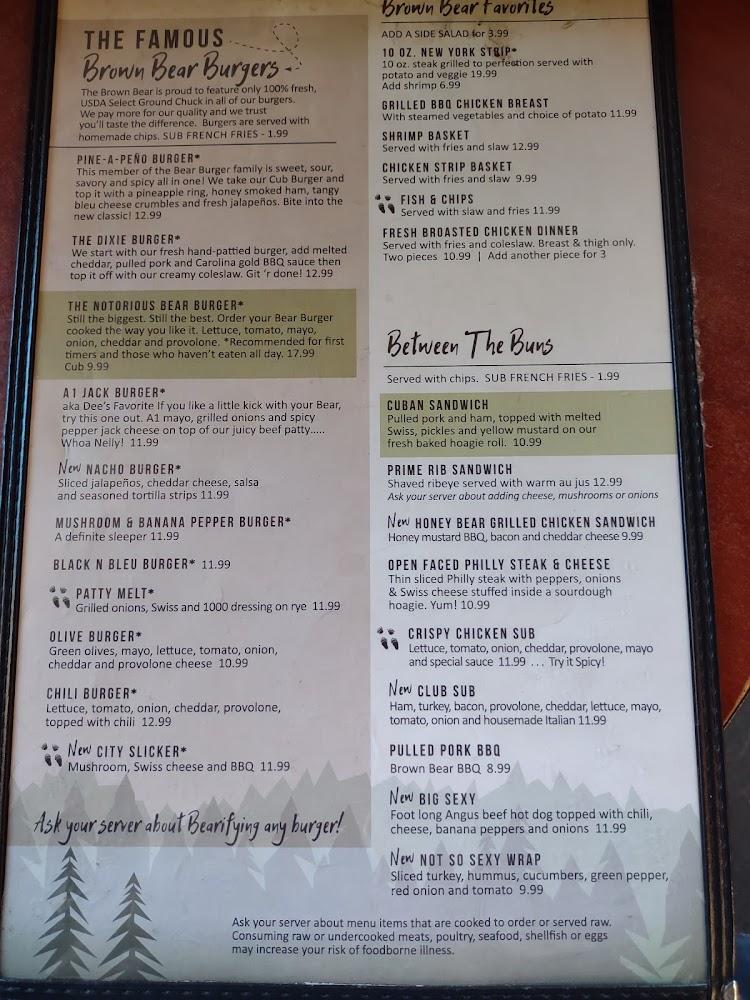 THE FAMOUS
Brown Bear Burgers
The Brown Bear is proud to feature only 100% fresh,
USDA Select Ground Chuck in all of our burgers.
We pay more for our quality and we trust
you'll taste the difference. Burgers are served with
homemade chips. SUB FRENCH FRIES - 1.99
PINE-A-PEÑO BURGER*
This member of the Bear Burger family is sweet, sour,
savory and spicy all in one! We take our Cub Burger and
top it with a pineapple ring, honey smoked ham, tangy
bleu cheese crumbles and fresh jalapeños. Bite into the
new classic! 12.99
THE DIXIE BURGER*
We start with our fresh hand-pattied burger, add melted
cheddar, pulled pork and Carolina gold BBQ sauce then
top it off with our creamy coleslaw. Git 'r done! 12.99
THE NOTORIOUS BEAR BURGER*
Still the biggest. Still the best. Order your Bear Burger
cooked the way you like it. Lettuce, tomato, mayo,
onion, cheddar and provolone. *Recommended for first
timers and those who haven't eaten all day. 17.99
Cub 9.99
A1 JACK BURGER*
aka Dee's Favorite If you like a little kick with your Bear,
try this one out. A1 mayo, grilled onions and spicy
pepper jack cheese on top of our juicy beef patty.....
Whoa Nelly! 11.99
New NACHO BURGER*
Sliced jalapeños, cheddar cheese, salsa
and seasoned tortilla strips 11.99
MUSHROOM & BANANA PEPPER BURGER*
A definite sleeper 11.99
BLACK N BLEU BURGER* 11.99
PATTY MELT*
Grilled onions, Swiss and 1000 dressing on rye 11.99
OLIVE BURGER*
Green olives, mayo, lettuce, tomato, onion,
cheddar and provolone cheese 10.99
CHILI BURGER*
Lettuce, tomato, onion, cheddar, provolone,
topped with chili 12.99
New CITY SLICKER*
Mushroom, Swiss cheese and BBQ 11.99
Ask your server about Bearifying any burger!
Brown Bear Favorites
ADD A SIDE SALAD for 3.99
10 OZ. NEW YORK STRIP*
10 oz. steak grilled to perfection served with
potato and veggie 19.99
Add shrimp 6.99
GRILLED BBQ CHICKEN BREAST
With steamed vegetables and choice of potato 11.99
SHRIMP BASKET
Served with fries and slaw 12.99
CHICKEN STRIP BASKET
Served with fries and slaw 9.99
FISH & CHIPS
Served with slaw and fries 11.99
FRESH BROASTED CHICKEN DINNER
Served with fries and coleslaw. Breast & thigh only.
Two pieces 10.99 | Add another piece for 3
Between The Buns
Served with chips. SUB FRENCH FRIES - 1.99
CUBAN SANDWICH
Pulled pork and ham, topped with melted
Swiss, pickles and yellow mustard on our
fresh baked hoagie roll. 10.99
PRIME RIB SANDWICH
Shaved ribeye served with warm au jus 12.99
Ask your server about adding cheese, mushrooms or onions
New HONEY BEAR GRILLED CHICKEN SANDWICH
Honey mustard BBQ, bacon and cheddar cheese 9.99
OPEN FACED PHILLY STEAK & CHEESE
Thin sliced Philly steak with peppers, onions
& Swiss cheese stuffed inside a sourdough
hoagie. Yum! 10.99
CRISPY CHICKEN SUB
Lettuce, tomato, onion, cheddar, provolone, mayo
and special sauce 11.99 ... Try it Spicy!
New CLUB SUB
Ham, turkey, bacon, provolone, cheddar, lettuce, mayo,
tomato, onion and housemade Italian 11.99
PULLED PORK BBQ
Brown Bear BBQ 8.99
New BIG SEXY
Foot long Angus beef hot dog topped with chili,
cheese, banana peppers and onions 11.99
New NOT SO SEXY WRAP
Sliced turkey, hummus, cucumbers, green pepper,
red onion and tomato 9.99
Ask your server about menu items that are cooked to order or served raw.
Consuming raw or undercooked meats, poultry, seafood, shellfish or eggs
may increase your risk of foodborne illness.